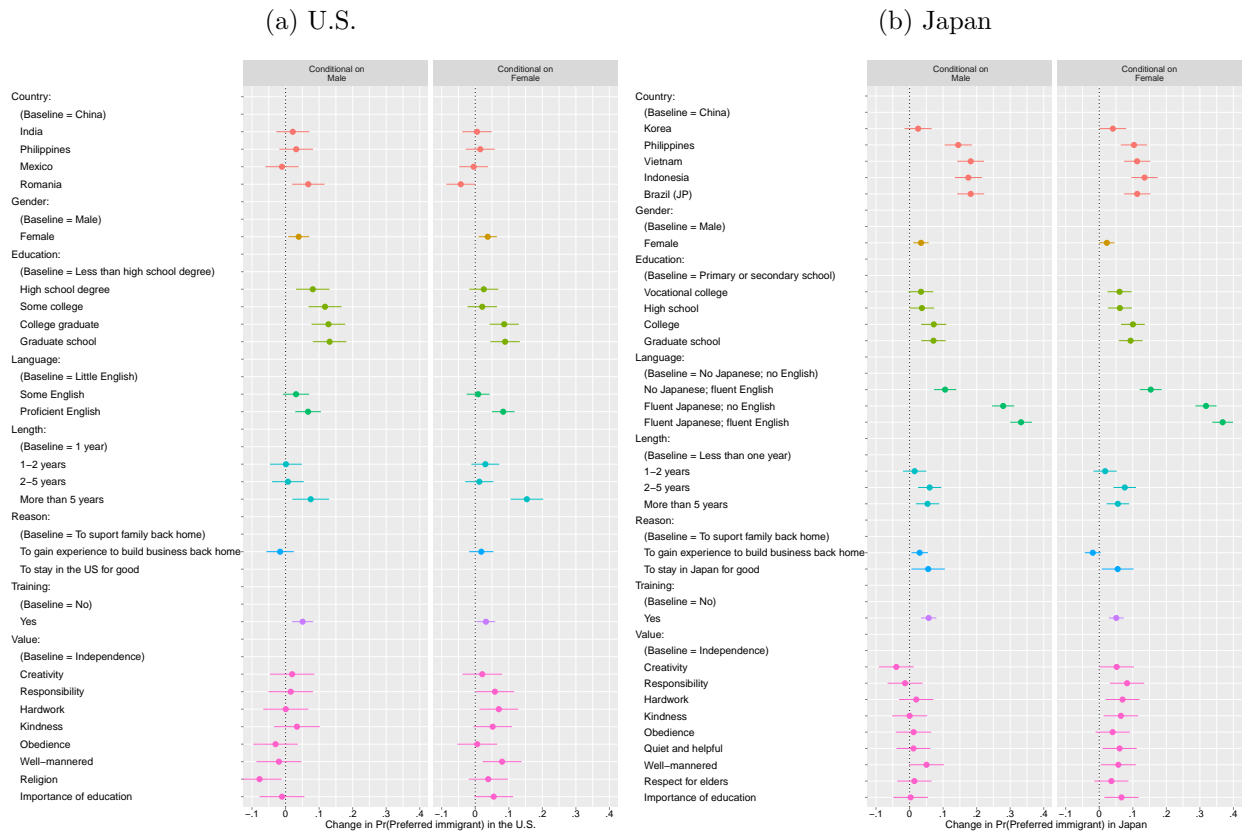 (a) U.S.
Conditional on
Male
Conditional on
Female
Country:
(Baseline = China)
India
Philippines
Mexico
Romania
Gender:
(Baseline = Male)
Female
Education:
(Baseline = Less than high school degree)
High school degree
Some college
College graduate
Graduate school
Language:
(Baseline = Little English)
Some English
Proficient English
Length:
(Baseline = 1 year)
1−2 years
2−5 years
More than 5 years
Reason:
(Baseline = To suport family back home)
To gain experience to build business back home
To stay in the US for good
Training:
(Baseline = No)
Yes
Value:
(Baseline = Independence)
Creativity
Responsibility
Hardwork
Kindness
Obedience
Well−mannered
Religion
Importance of education
−.1 0 .1 .2 .3 .4 −.1 0 .1 .2 .3 .4
Change in Pr(Preferred immigrant) in the U.S.
(b) Japan
Conditional on
Male
Conditional on
Female
Country:
(Baseline = China)
Korea
Philippines
Vietnam
Indonesia
Brazil (JP)
Gender:
(Baseline = Male)
Female
Education:
(Baseline = Primary or secondary school)
Vocational college
High school
College
Graduate school
Language:
(Baseline = No Japanese; no English)
No Japanese; fluent English
Fluent Japanese; no English
Fluent Japanese; fluent English
Length:
(Baseline = Less than one year)
1−2 years
2−5 years
More than 5 years
Reason:
(Baseline = To suport family back home)
To gain experience to build business back home
To stay in Japan for good
Training:
(Baseline = No)
Yes
Value:
(Baseline = Independence)
Creativity
Responsibility
Hardwork
Kindness
Obedience
Quiet and helpful
Well−mannered
Respect for elders
Importance of education
−.1 0 .1 .2 .3 .4 −.1 0 .1 .2 .3 .4
Change in Pr(Preferred immigrant) in Japan